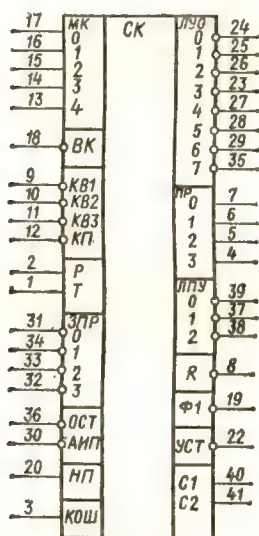 СК
17 МК
16 0
15 1
14 2
13 3
4
18 ВК
9 КВ1
10 КВ2
11 КВ3
12 КП
2 Р
1 Т
31 ЗПР
0
34 1
33 2
32 3
36 ОСТ
30 АИП
20 НП
3 КОШ
ЛУО 24
0 25
1 26
2 23
3 27
4 28
5 29
6 35
7
ПР 7
0 6
1 5
2 4
3
ЛПУ 39
0 37
1 38
2
R 8
Ф1 19
УСТ 22
С1 40
С2 41